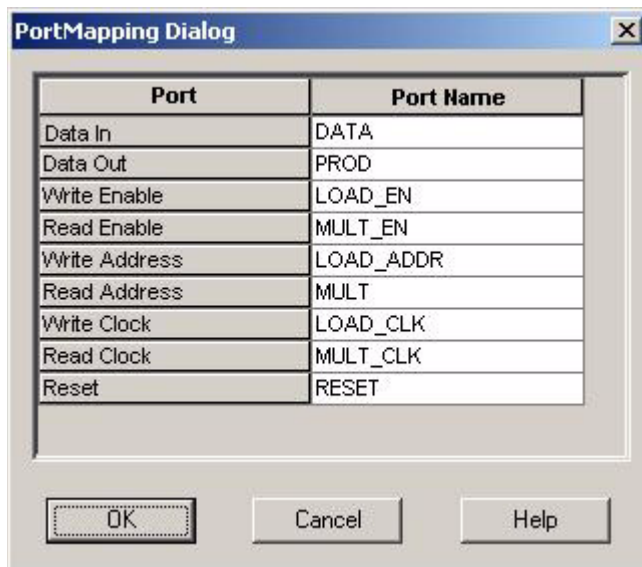 PortMapping Dialog
Port Port Name
Data In DATA
Data Out PROD
Write Enable LOAD_EN
Read Enable MULT_EN
Write Address LOAD_ADDR
Read Address MULT
Write Clock LOAD_CLK
Read Clock MULT_CLK
Reset RESET
OK Cancel Help